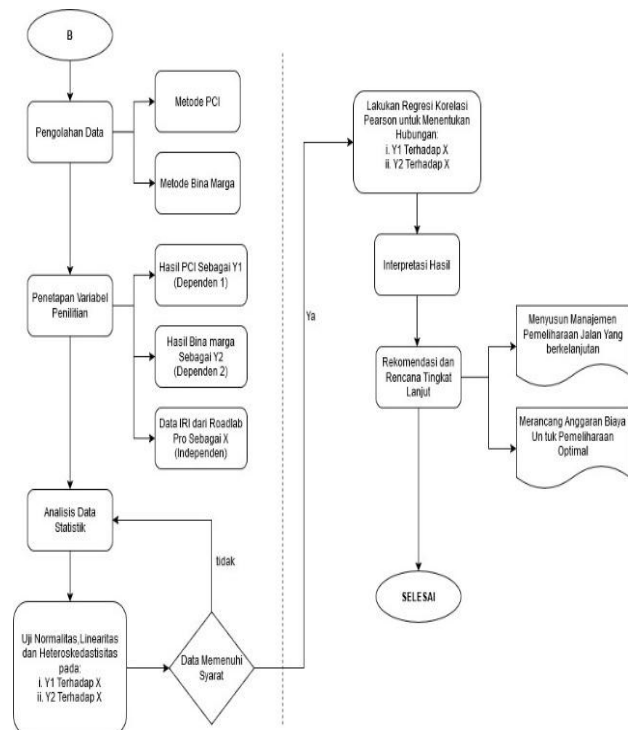 B
Pengolahan Data
Metode PCI
Metode Bina Marga
Penetapan Variabel
Penilitian
Hasil PCI Sebagai Y1
(Dependen 1)
Hasil Bina marga
Sebagai Y2
(Dependen 2)
Data IRI dari Roadlab
Pro Sebagai X
(Independen)
Analisis Data
Statistik
tidak
Uji Normalitas,Linearitas
dan Heteroskedastisitas
pada:
i. Y1 Terhadap X
ii. Y2 Terhadap X
Data Memenuhi
Syarat
Ya
Lakukan Regresi Korelasi
Pearson untuk Menentukan
Hubungan:
i. Y1 Terhadap X
ii. Y2 Terhadap X
Interpretasi Hasil
Rekomendasi dan
Rencana Tingkat
Lanjut
Menyusun Manajemen
Pemeliharaan Jalan Yang
berkelanjutan
Merancang Anggaran Biaya
Un tuk Pemeliharaan
Optimal
SELESAI